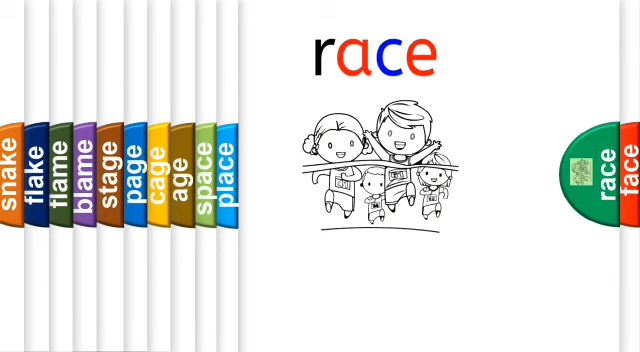 race
snake
flake
flame
blame
stage
page
cage
age
space
place
race
face